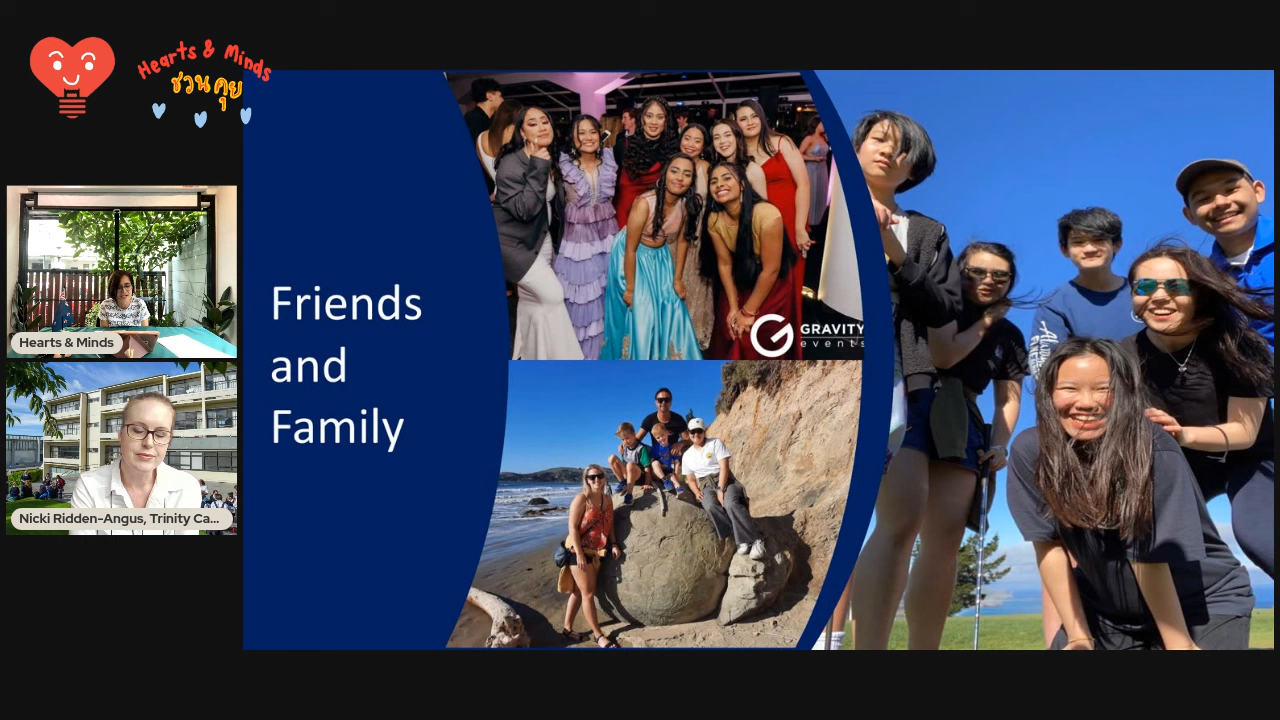 Hearts & Minds
ชวนคุย
Hearts & Minds
Nicki Ridden-Angus, Trinity Ca...
Friends
and
Family
GRAVITY
events